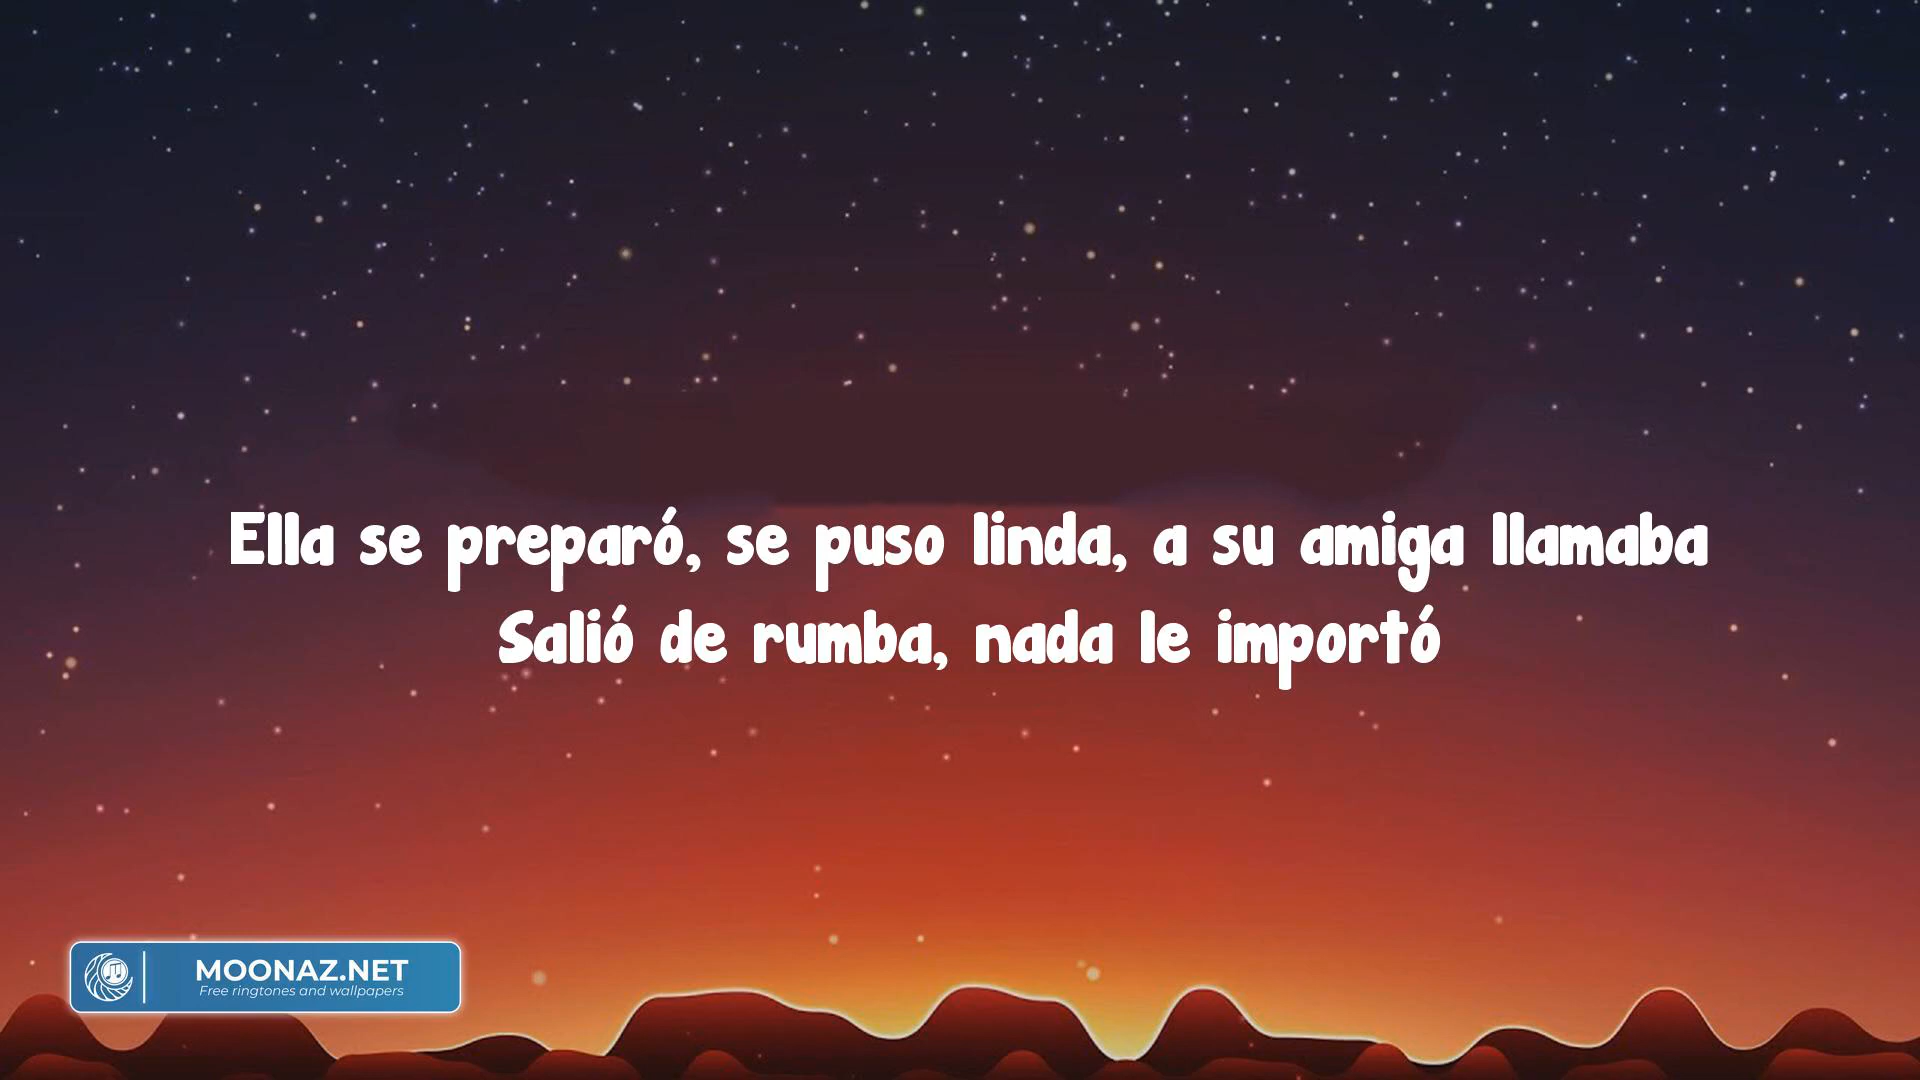 Ella se preparó, se puso linda, a su amiga llamaba
Salió de rumba, nada le importó
MOONAZ.NET
Free ringtones and wallpapers